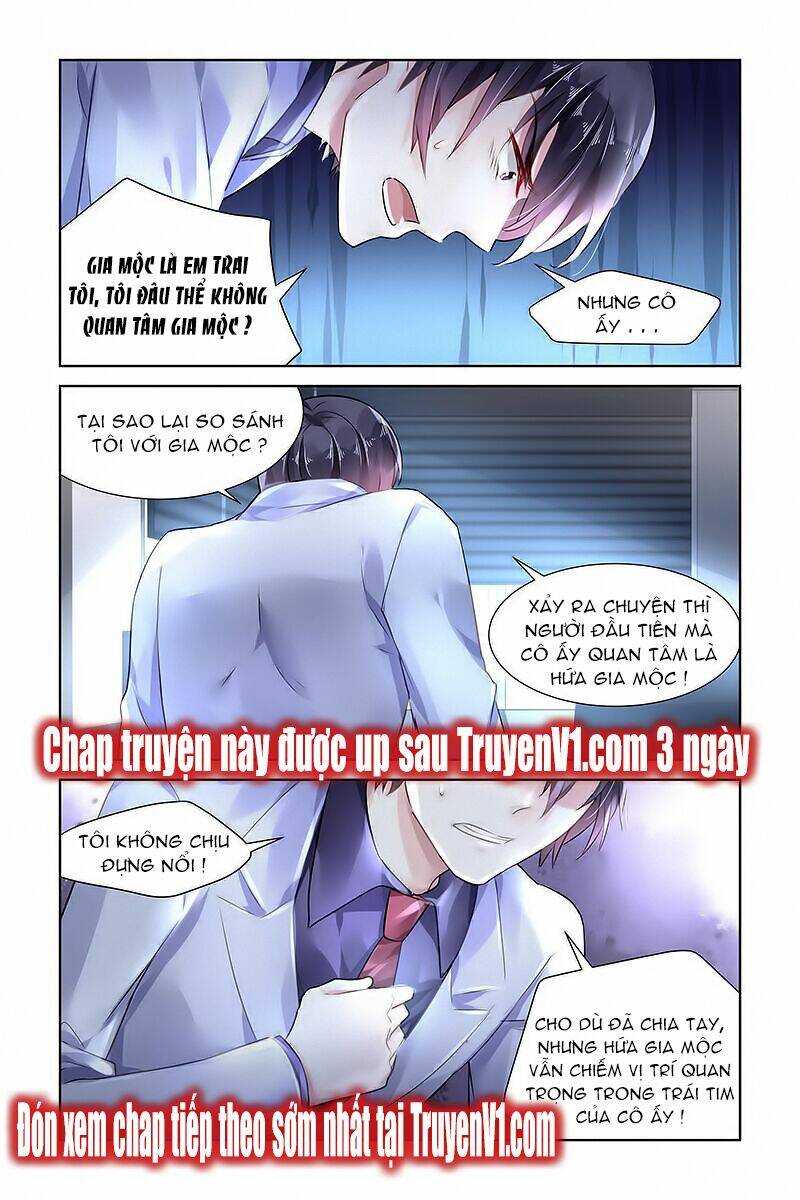 GIA MỘC LÀ EM TRAI
TÔI, TÔI ĐÂU THỂ KHÔNG
QUAN TÂM GIA MỘC ?
NHƯNG CÔ
ẤY . . .
TẠI SAO LẠI SO SÁNH
TÔI VỚI GIA MỘC ?
XẢY RA CHUYỆN THÌ
NGƯỜI ĐẦU TIÊN MÀ
CÔ ẤY QUAN TÂM LÀ
HỨA GIA MỘC !
Chap truyện này được up sau TruyenV1.com 3 ngày
TÔI KHÔNG CHỊU
ĐỰNG NỔI !
CHO DÙ ĐÃ CHIA TAY,
NHƯNG HỨA GIA MỘC
VẪN CHIẾM VỊ TRÍ QUAN
TRỌNG TRONG TRÁI TIM
CỦA CÔ ẤY !
Đón xem chap tiếp theo sớm nhất tại TruyenV1.com